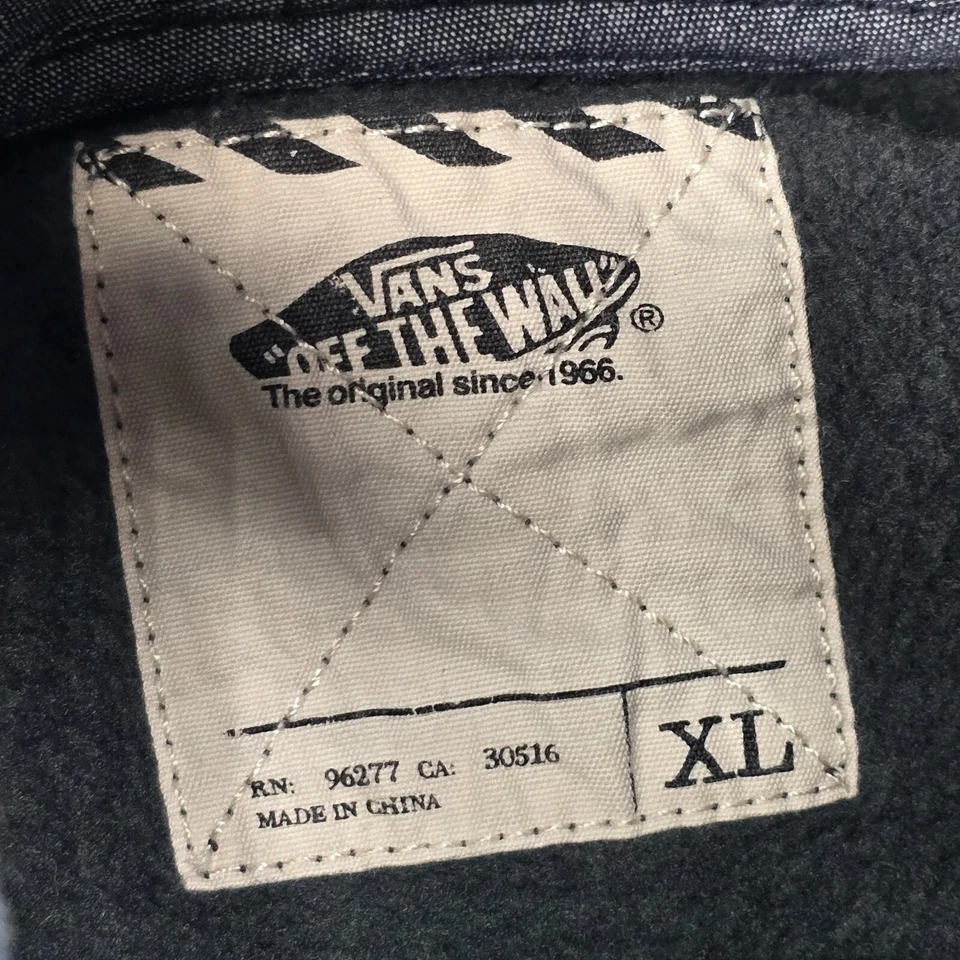 VANS
"OFF THE WALL"
®
The original since 1966.
RN: 96277 CA: 30516
MADE IN CHINA
XL